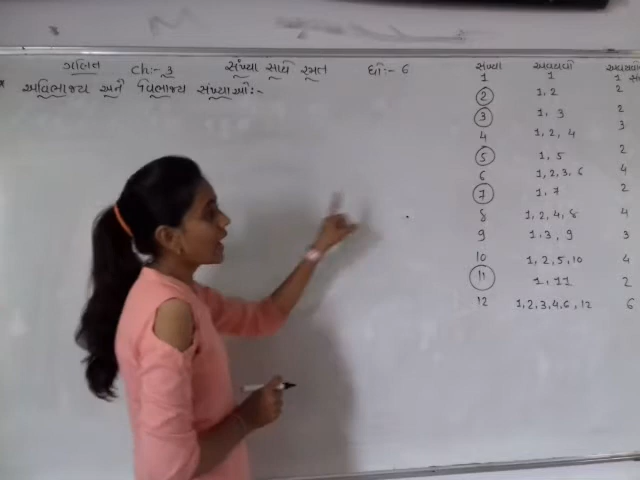 ગણિત ch:- 3 સંખ્યા સાથે રમત ધો:- 6
અવિભાજ્ય અને વિભાજ્ય સંખ્યાઓ:-
સંખ્યા અવયવો
1 1 1
2 1, 2 2
3 1, 3 2
4 1, 2, 4 3
5 1, 5 2
6 1, 2, 3, 6 4
7 1, 7 2
8 1, 2, 4, 8 4
9 1, 3, 9 3
10 1, 2, 5, 10 4
11 1, 11 2
12 1, 2, 3, 4, 6, 12 6